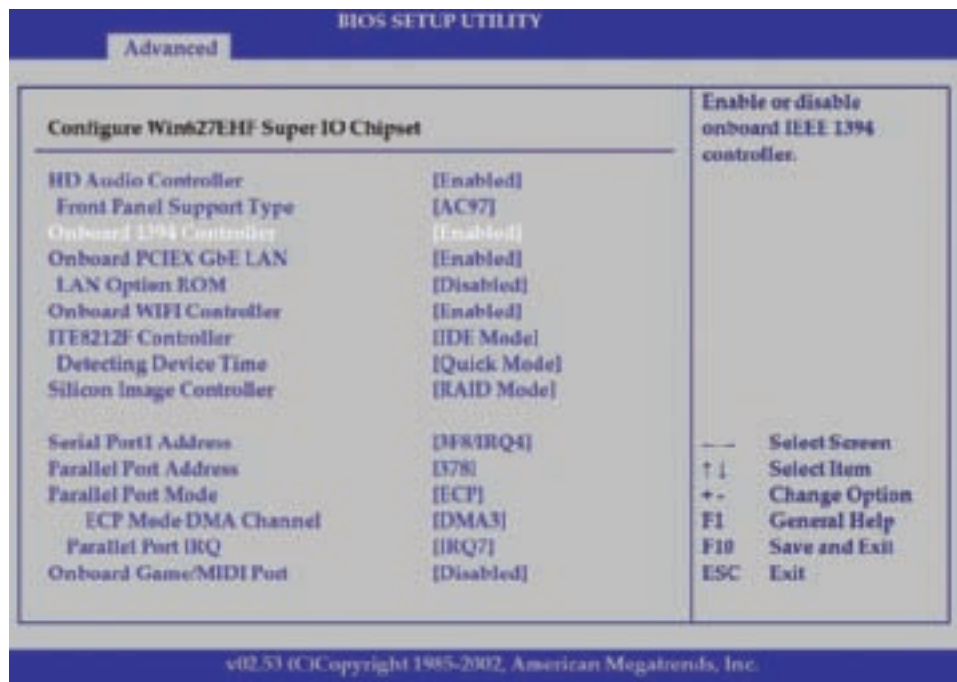 BIOS SETUP UTILITY
Advanced
Configure Win627EHF Super IO Chipset
HD Audio Controller [Enabled]
Front Panel Support Type [AC97]
Onboard 1394 Controller [Enabled]
Onboard PCIEX GbE LAN [Enabled]
LAN Option ROM [Disabled]
Onboard WIFI Controller [Enabled]
ITE8212F Controller [IDE Mode]
Detecting Device Time [Quick Mode]
Silicon Image Controller [RAID Mode]
Serial Port1 Address [3F8/IRQ4]
Parallel Port Address [378]
Parallel Port Mode [ECP]
ECP Mode DMA Channel [DMA3]
Parallel Port IRQ [IRQ7]
Onboard Game/MIDI Port [Disabled]
Enable or disable
onboard IEEE 1394
controller.
←→ Select Screen
↑↓ Select Item
+- Change Option
F1 General Help
F10 Save and Exit
ESC Exit
v02.53 (C)Copyright 1985-2002, American Megatrends, Inc.